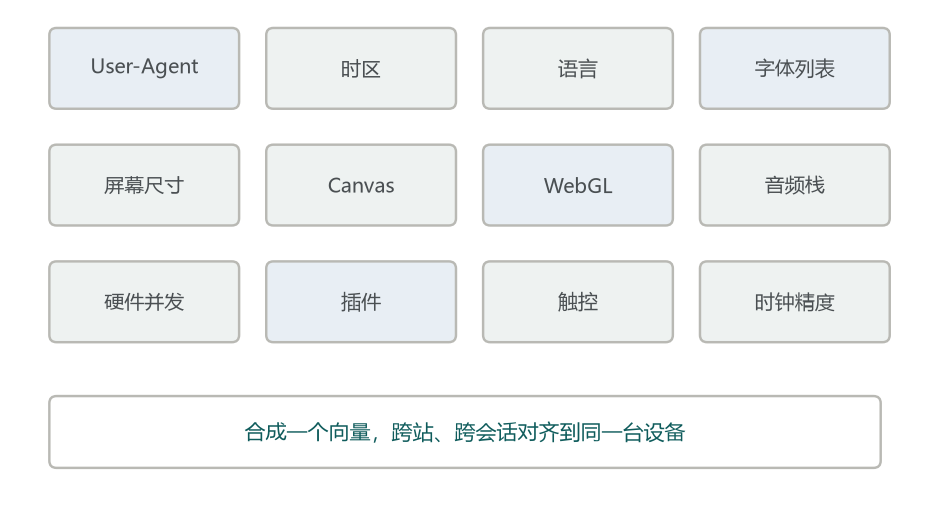 User-Agent
时区
语言
字体列表
屏幕尺寸
Canvas
WebGL
音频栈
硬件并发
插件
触控
时钟精度
合成一个向量，跨站、跨会话对齐到同一台设备